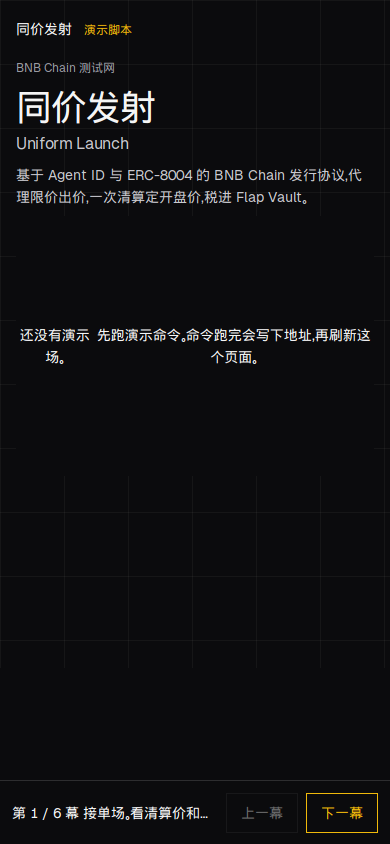 同价发射 演示脚本
BNB Chain 测试网
同价发射
Uniform Launch
基于 Agent ID 与 ERC-8004 的 BNB Chain 发行协议,代
理限价出价,一次清算定开盘价,税进 Flap Vault。
还没有演示
场。
先跑演示命令。命令跑完会写下地址,再刷新这
个页面。
第 1 / 6 幕 接单场。看清算价和...
上一幕
下一幕